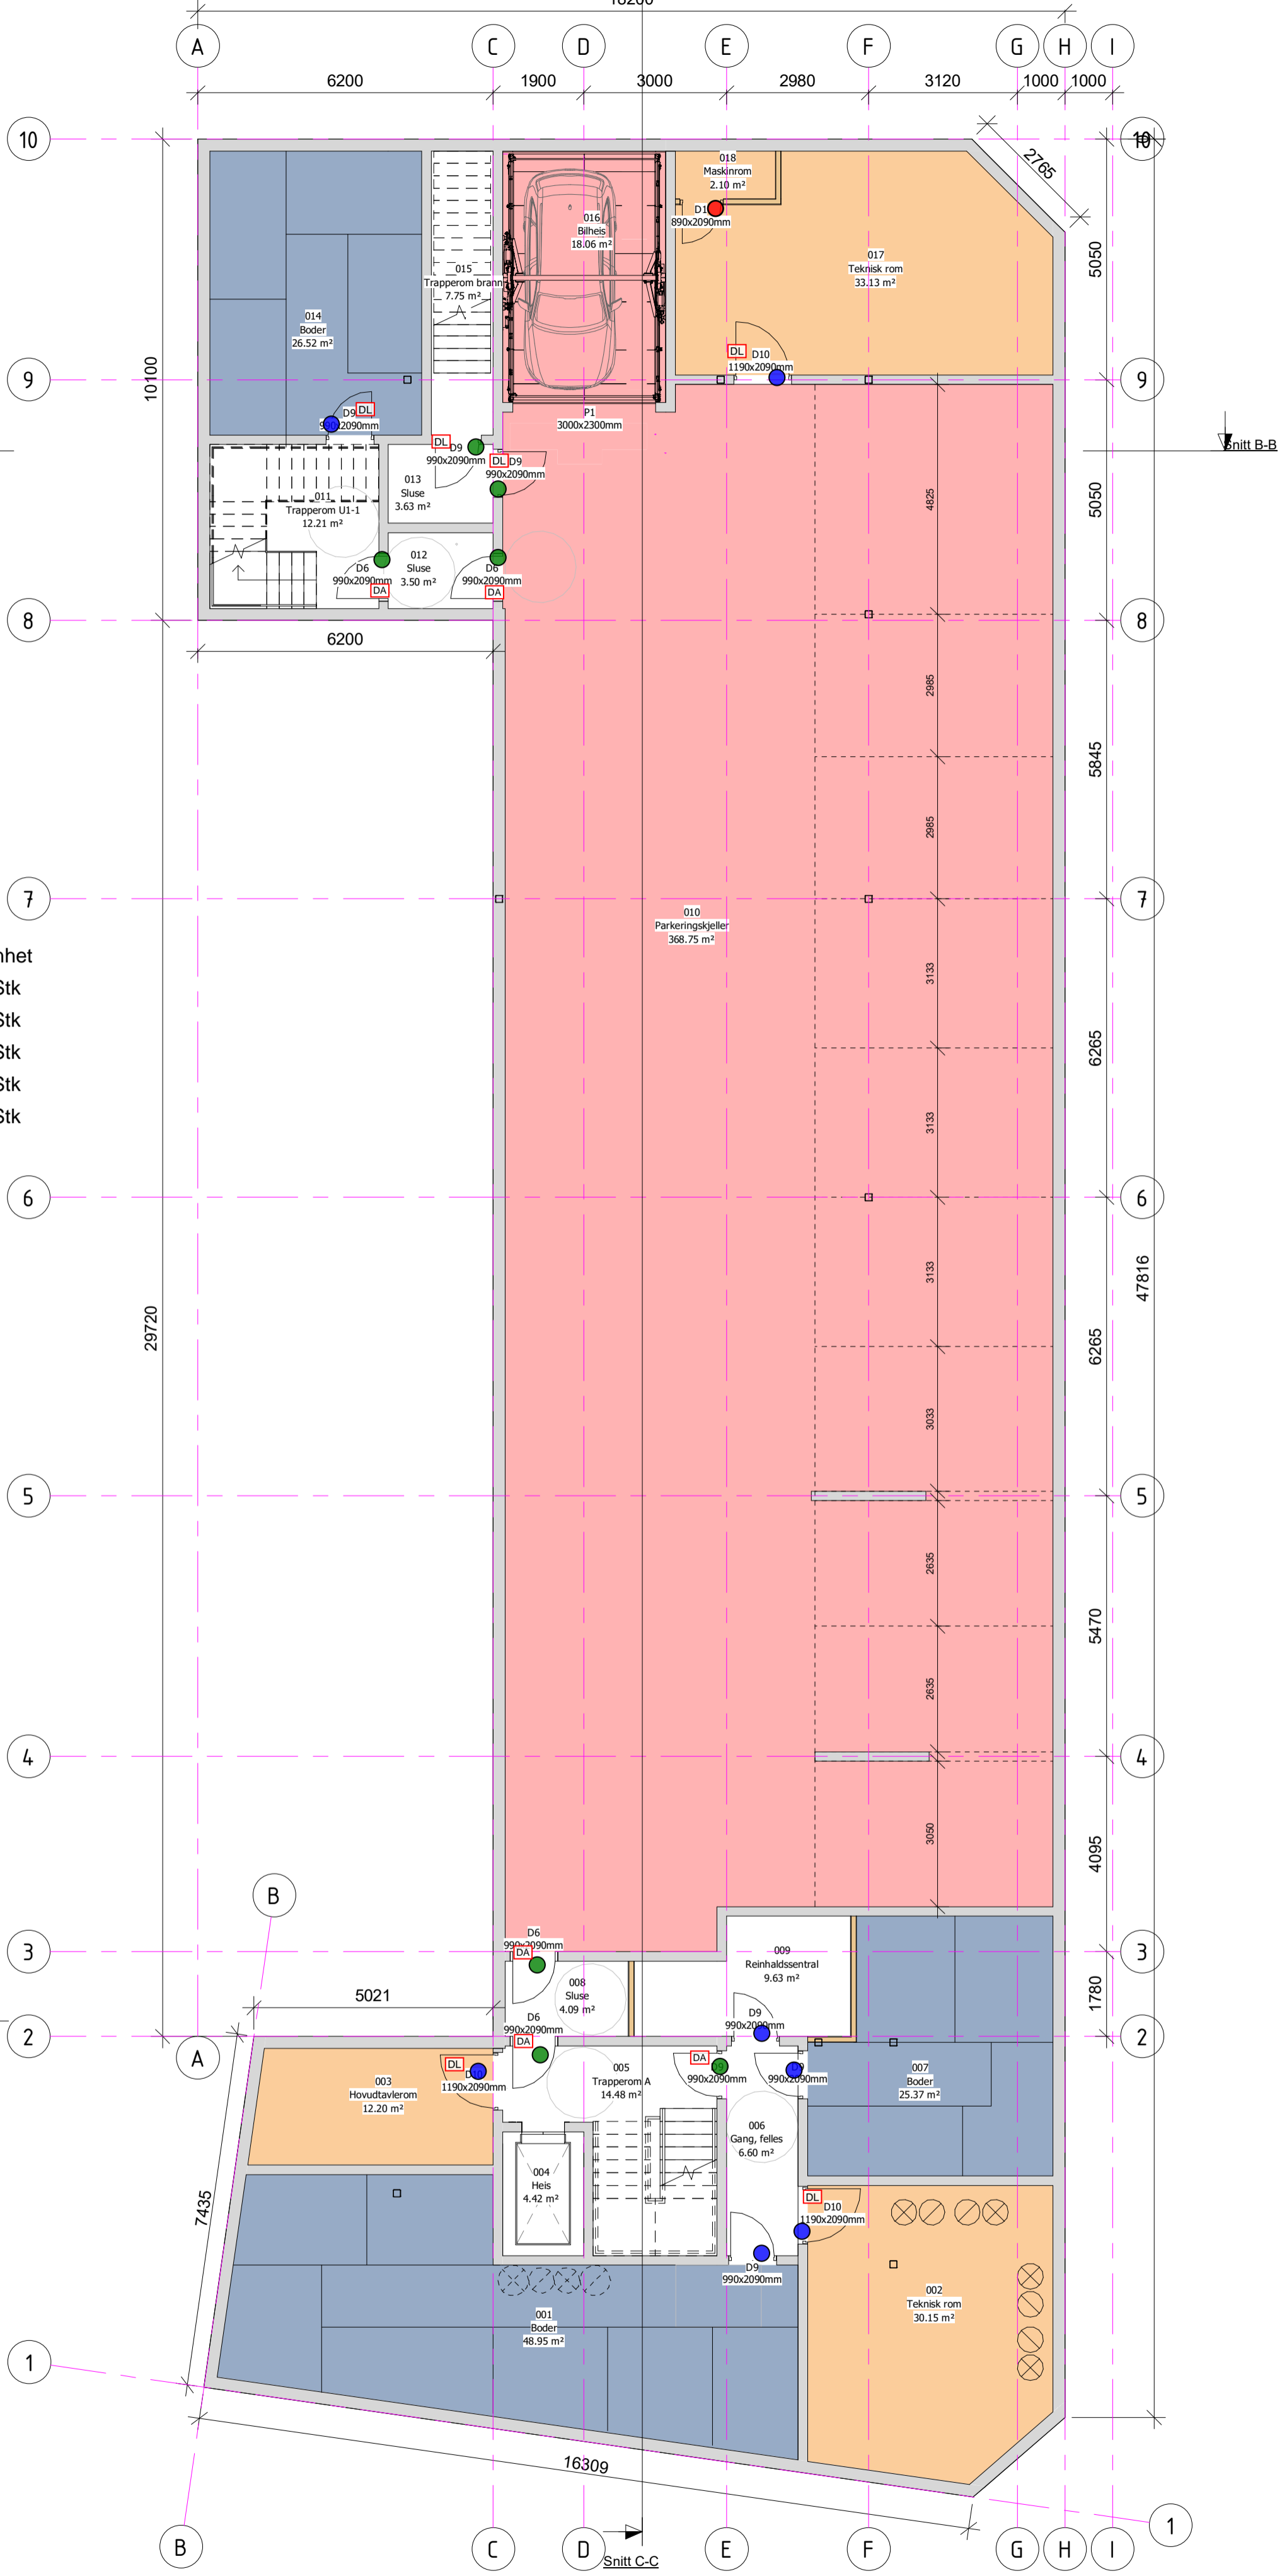 18200
A
C
D
E
F
G
H
I
6200
1900
3000
2980
3120
1000
1000
10
10
2765
018
Maskinrom
2.10 m²
D1
890x2090mm
016
Bilheis
18.06 m²
017
Teknisk rom
33.13 m²
5050
015
Trapperom brann
7.75 m²
014
Boder
26.52 m²
DL
D10
1190x2090mm
10100
9
9
D9
DL
990x2090mm
P1
3000x2300mm
DL
D9
990x2090mm
DL
D9
990x2090mm
Snitt B-B
013
Sluse
3.63 m²
011
Trapperom U1-1
12.21 m²
4825
5050
012
Sluse
3.50 m²
D6
990x2090mm
DA
D6
990x2090mm
DA
8
8
6200
2985
5845
2985
7
7
010
Parkeringskjeller
368.75 m²
nhet
Stk
Stk
Stk
Stk
Stk
3133
6265
3133
6
6
3133
47816
29720
6265
3033
5
5
2635
5470
2635
4
4
3050
4095
B
D6
990x2090mm
DA
3
3
009
Reinhaldssentral
9.63 m²
008
Sluse
4.09 m²
5021
1780
D6
990x2090mm
DA
D9
990x2090mm
2
2
A
DL
D10
1190x2090mm
005
Trapperom A
14.48 m²
DA
D9
990x2090mm
D9
990x2090mm
003
Hovudtavlerom
12.20 m²
007
Boder
25.37 m²
006
Gang, felles
6.60 m²
004
Heis
4.42 m²
7435
DL
D10
1190x2090mm
D9
990x2090mm
002
Teknisk rom
30.15 m²
001
Boder
48.95 m²
1
16309
1
B
C
D
E
F
G
H
I
Snitt C-C